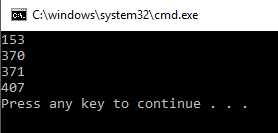 C:\windows\system32\cmd.exe
153
370
371
407
Press any key to continue . . .